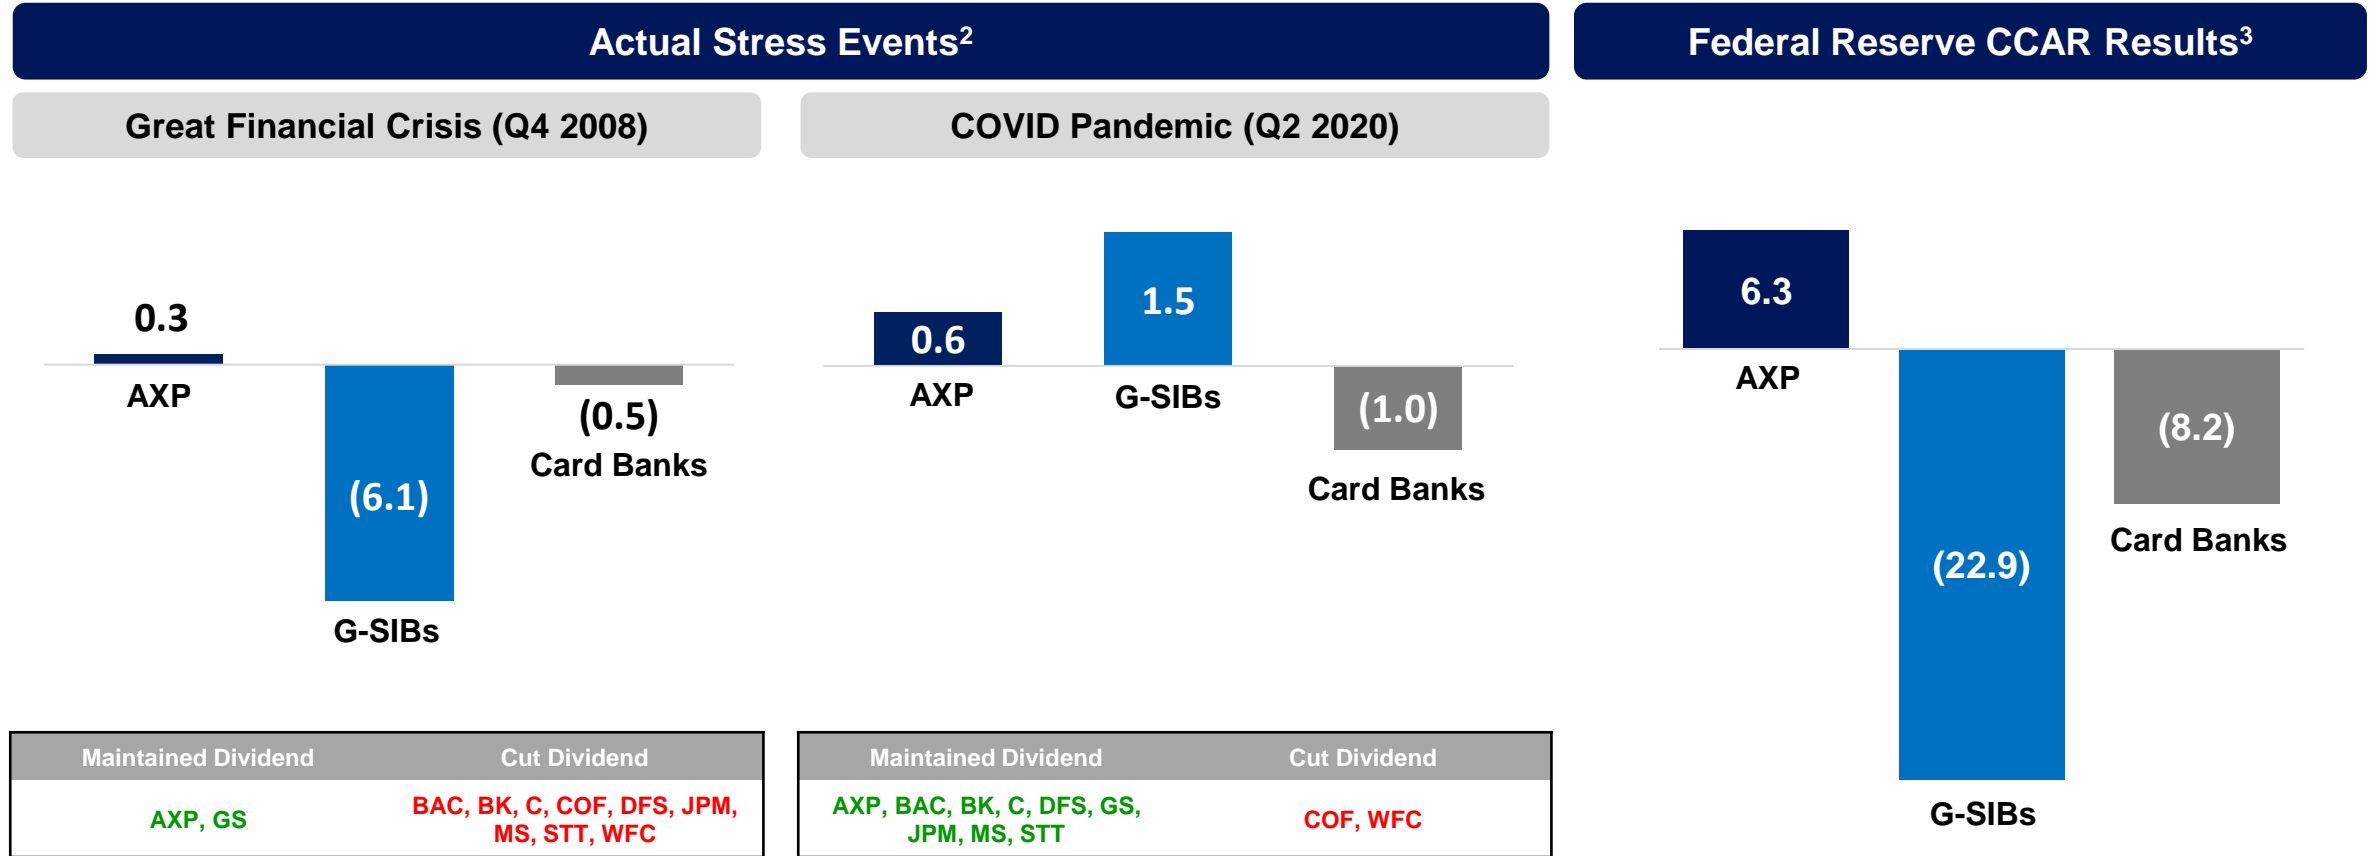 Actual Stress Events2
Federal Reserve CCAR Results3
Great Financial Crisis (Q4 2008)
COVID Pandemic (Q2 2020)
0.3
AXP
(6.1)
G-SIBs
(0.5)
Card Banks
0.6
AXP
1.5
G-SIBs
(1.0)
Card Banks
6.3
AXP
(22.9)
G-SIBs
(8.2)
Card Banks
Maintained Dividend
Cut Dividend
AXP, GS
BAC, BK, C, COF, DFS, JPM,
MS, STT, WFC
Maintained Dividend
Cut Dividend
AXP, BAC, BK, C, DFS, GS,
JPM, MS, STT
COF, WFC